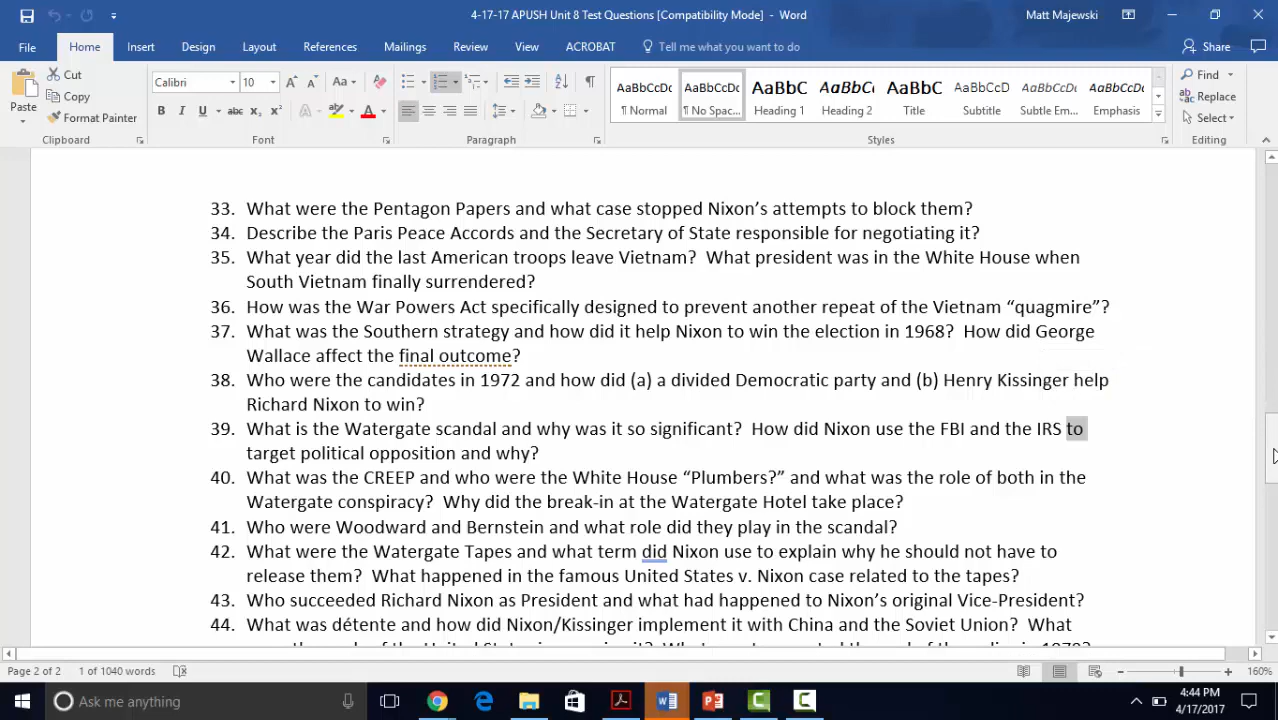 4-17-17 APUSH Unit 8 Test Questions [Compatibility Mode] - Word
Matt Majewski
File Home Insert Design Layout References Mailings Review View ACROBAT Tell me what you want to do Share
Paste
Cut
Copy
Format Painter
Clipboard
Calibri 10
Font
Paragraph
AaBbCcDc AaBbCcDc AaBbC AaBbCc AaBbC AaBbCcD AaBbCcDc AaBbCcDc
¶ Normal ¶ No Spac... Heading 1 Heading 2 Title Subtitle Subtle Em... Emphasis
Styles
Find
Replace
Select
Editing
33. What were the Pentagon Papers and what case stopped Nixon’s attempts to block them?
34. Describe the Paris Peace Accords and the Secretary of State responsible for negotiating it?
35. What year did the last American troops leave Vietnam? What president was in the White House when
South Vietnam finally surrendered?
36. How was the War Powers Act specifically designed to prevent another repeat of the Vietnam “quagmire”?
37. What was the Southern strategy and how did it help Nixon to win the election in 1968? How did George
Wallace affect the final outcome?
38. Who were the candidates in 1972 and how did (a) a divided Democratic party and (b) Henry Kissinger help
Richard Nixon to win?
39. What is the Watergate scandal and why was it so significant? How did Nixon use the FBI and the IRS to
target political opposition and why?
40. What was the CREEP and who were the White House “Plumbers?” and what was the role of both in the
Watergate conspiracy? Why did the break-in at the Watergate Hotel take place?
41. Who were Woodward and Bernstein and what role did they play in the scandal?
42. What were the Watergate Tapes and what term did Nixon use to explain why he should not have to
release them? What happened in the famous United States v. Nixon case related to the tapes?
43. Who succeeded Richard Nixon as President and what had happened to Nixon’s original Vice-President?
44. What was détente and how did Nixon/Kissinger implement it with China and the Soviet Union? What
Page 2 of 2 1 of 1040 words 160%
Ask me anything
4:44 PM
4/17/2017